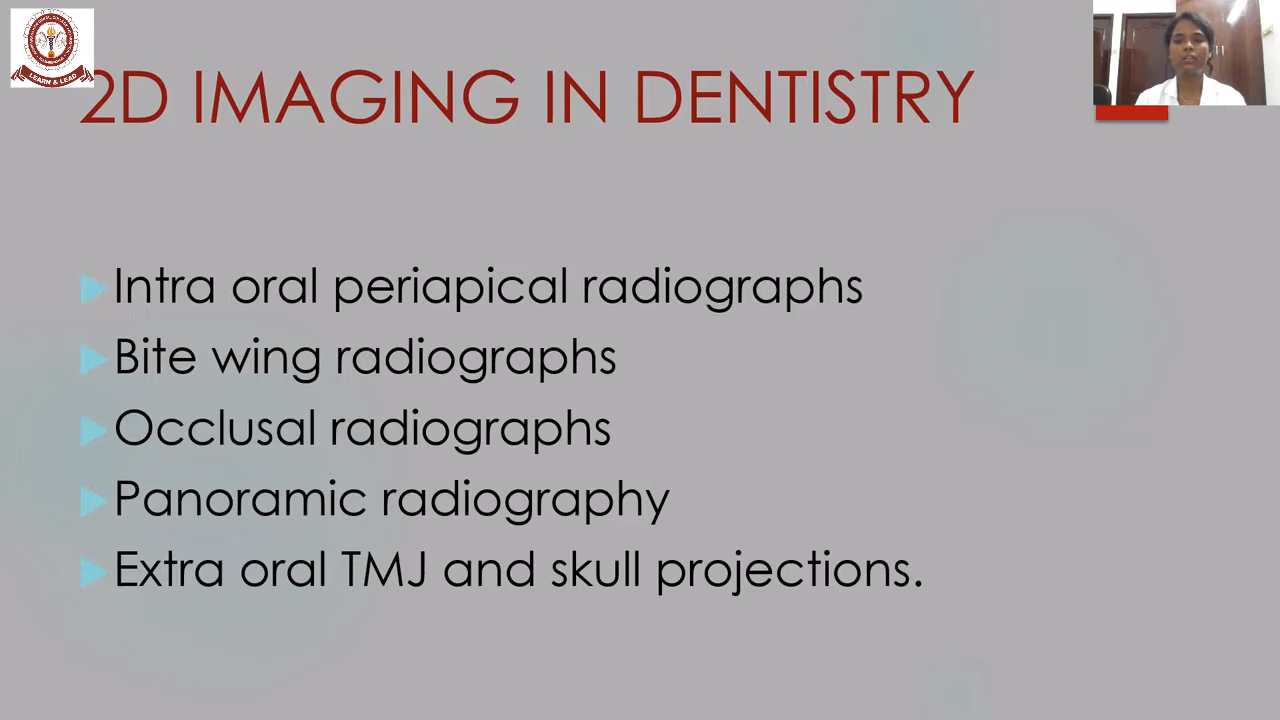 LEARN & LEAD
2D IMAGING IN DENTISTRY
Intra oral periapical radiographs
Bite wing radiographs
Occlusal radiographs
Panoramic radiography
Extra oral TMJ and skull projections.